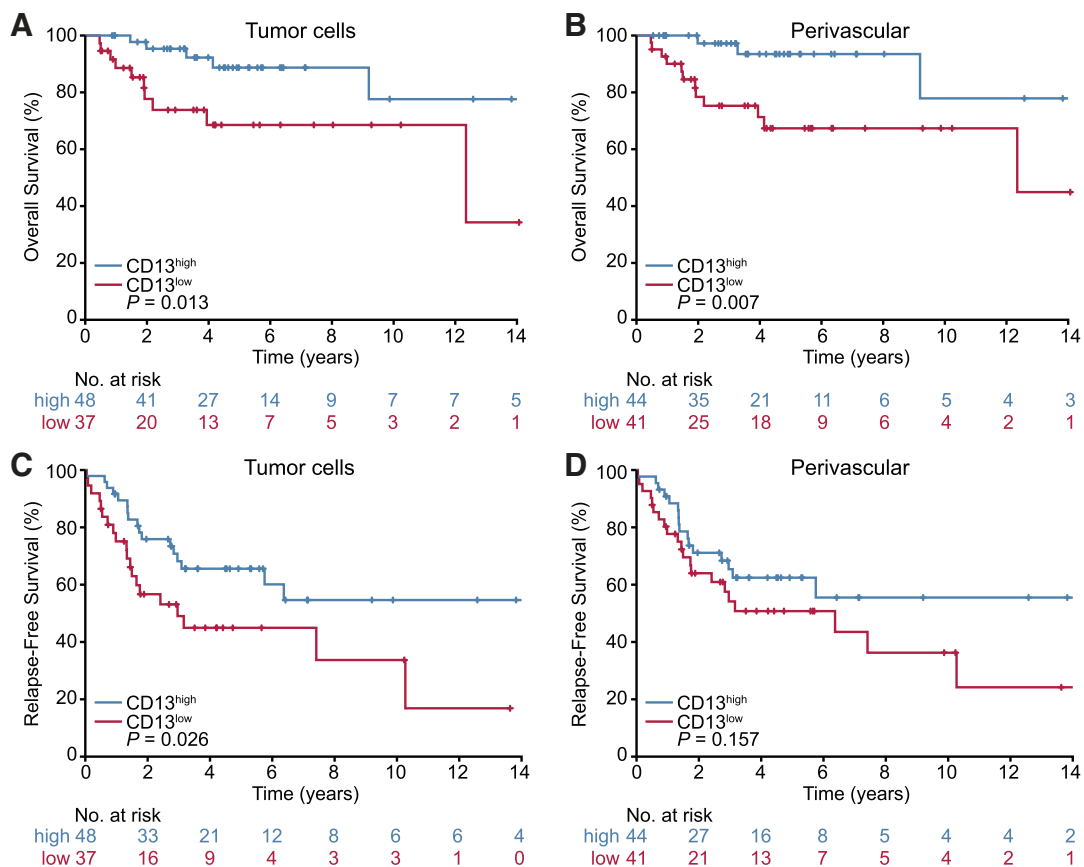 A
Tumor cells
Overall Survival (%)
100
80
60
40
20
0
CD13high
CD13low
P = 0.013
0 2 4 6 8 10 12 14
Time (years)
No. at risk
high 48 41 27 14 9 7 7 5
low 37 20 13 7 5 3 2 1
B
Perivascular
Overall Survival (%)
100
80
60
40
20
0
CD13high
CD13low
P = 0.007
0 2 4 6 8 10 12 14
Time (years)
No. at risk
high 44 35 21 11 6 5 4 3
low 41 25 18 9 6 4 2 1
C
Tumor cells
Relapse-Free Survival (%)
100
80
60
40
20
0
CD13high
CD13low
P = 0.026
0 2 4 6 8 10 12 14
Time (years)
No. at risk
high 48 33 21 12 8 6 6 4
low 37 16 9 4 3 3 1 0
D
Perivascular
Relapse-Free Survival (%)
100
80
60
40
20
0
CD13high
CD13low
P = 0.157
0 2 4 6 8 10 12 14
Time (years)
No. at risk
high 44 27 16 8 5 4 4 2
low 41 21 13 7 5 4 2 1